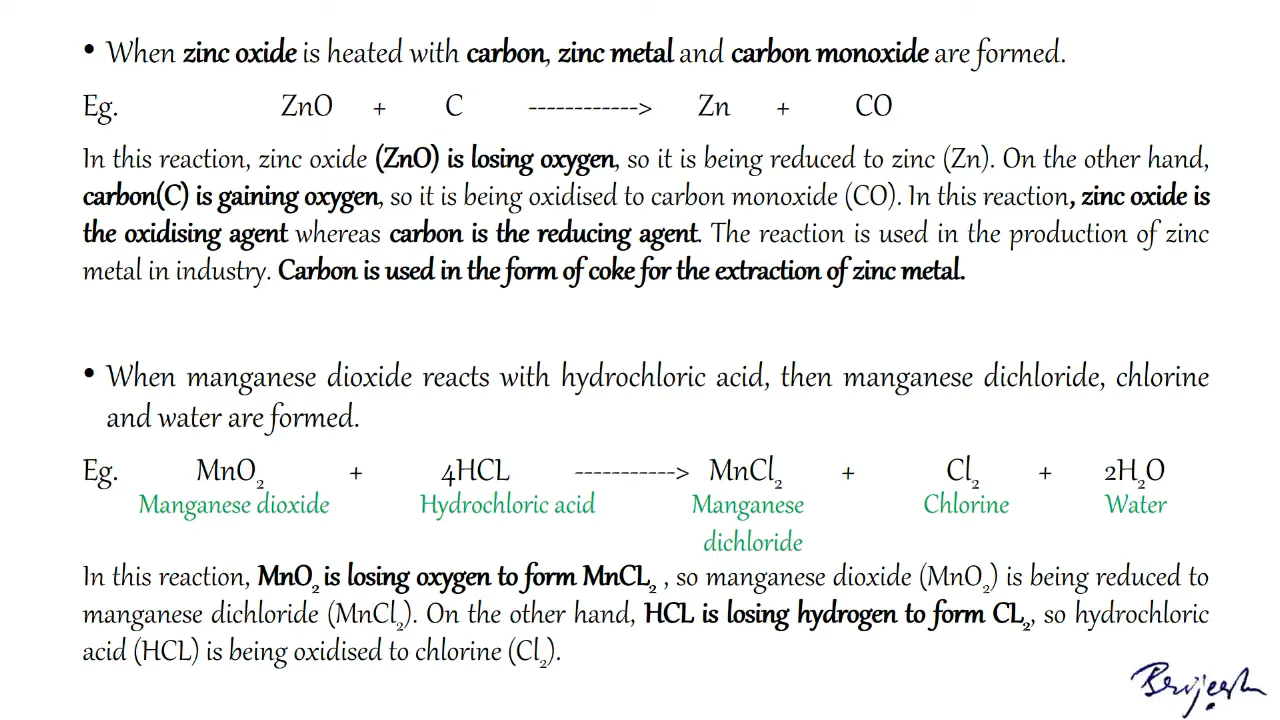 • When zinc oxide is heated with carbon, zinc metal and carbon monoxide are formed.
Eg. ZnO + C ------------> Zn + CO
In this reaction, zinc oxide (ZnO) is losing oxygen, so it is being reduced to zinc (Zn). On the other hand,
carbon(C) is gaining oxygen, so it is being oxidised to carbon monoxide (CO). In this reaction, zinc oxide is
the oxidising agent whereas carbon is the reducing agent. The reaction is used in the production of zinc
metal in industry. Carbon is used in the form of coke for the extraction of zinc metal.
• When manganese dioxide reacts with hydrochloric acid, then manganese dichloride, chlorine
and water are formed.
Eg. MnO₂ + 4HCL -----------> MnCl₂ + Cl₂ + 2H₂O
Manganese dioxide Hydrochloric acid Manganese Chlorine Water
dichloride
In this reaction, MnO₂ is losing oxygen to form MnCL₂ , so manganese dioxide (MnO₂) is being reduced to
manganese dichloride (MnCl₂). On the other hand, HCL is losing hydrogen to form CL₂, so hydrochloric
acid (HCL) is being oxidised to chlorine (Cl₂).
Brijeesh